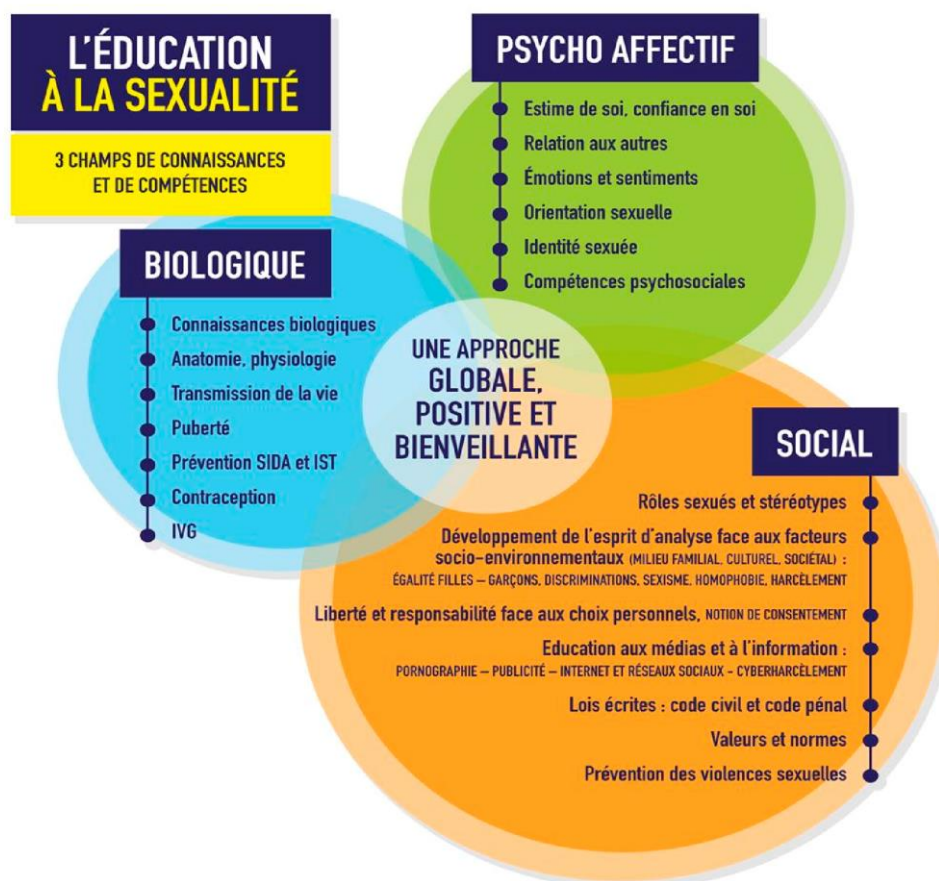 L'ÉDUCATION
À LA SEXUALITÉ
3 CHAMPS DE CONNAISSANCES
ET DE COMPÉTENCES
PSYCHO AFFECTIF
Estime de soi, confiance en soi
Relation aux autres
Émotions et sentiments
Orientation sexuelle
Identité sexuée
Compétences psychosociales
BIOLOGIQUE
Connaissances biologiques
Anatomie, physiologie
Transmission de la vie
Puberté
Prévention SIDA et IST
Contraception
IVG
UNE APPROCHE
GLOBALE,
POSITIVE ET
BIENVEILLANTE
SOCIAL
Rôles sexués et stéréotypes
Développement de l'esprit d'analyse face aux facteurs
socio-environnementaux (MILIEU FAMILIAL, CULTUREL, SOCIÉTAL) :
ÉGALITÉ FILLES – GARÇONS, DISCRIMINATIONS, SEXISME, HOMOPHOBIE, HARCÈLEMENT
Liberté et responsabilité face aux choix personnels, NOTION DE CONSENTEMENT
Education aux médias et à l'information :
PORNOGRAPHIE – PUBLICITÉ – INTERNET ET RÉSEAUX SOCIAUX - CYBERHARCÈLEMENT
Lois écrites : code civil et code pénal
Valeurs et normes
Prévention des violences sexuelles